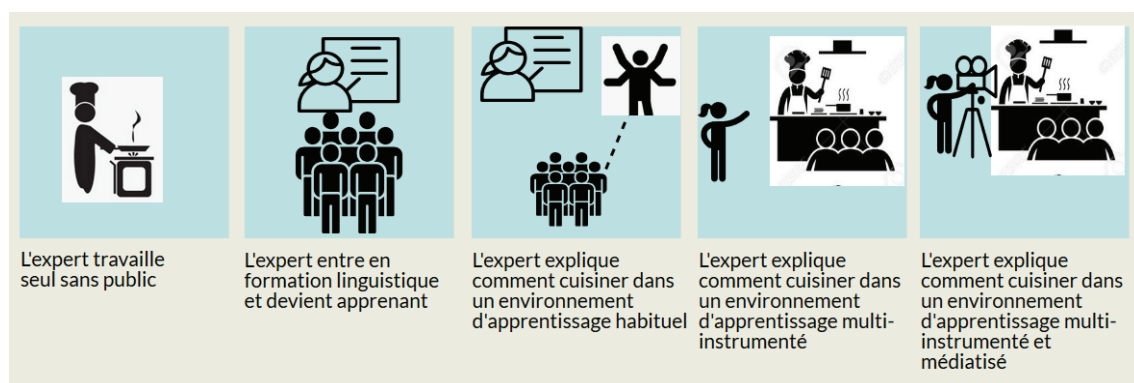 L'expert travaille
seul sans public
L'expert entre en
formation linguistique
et devient apprenant
L'expert explique
comment cuisiner dans
un environnement
d'apprentissage habituel
L'expert explique
comment cuisiner dans
un environnement
d'apprentissage multi-
instrumenté
L'expert explique
comment cuisiner dans
un environnement
d'apprentissage multi-
instrumenté et
médiatisé